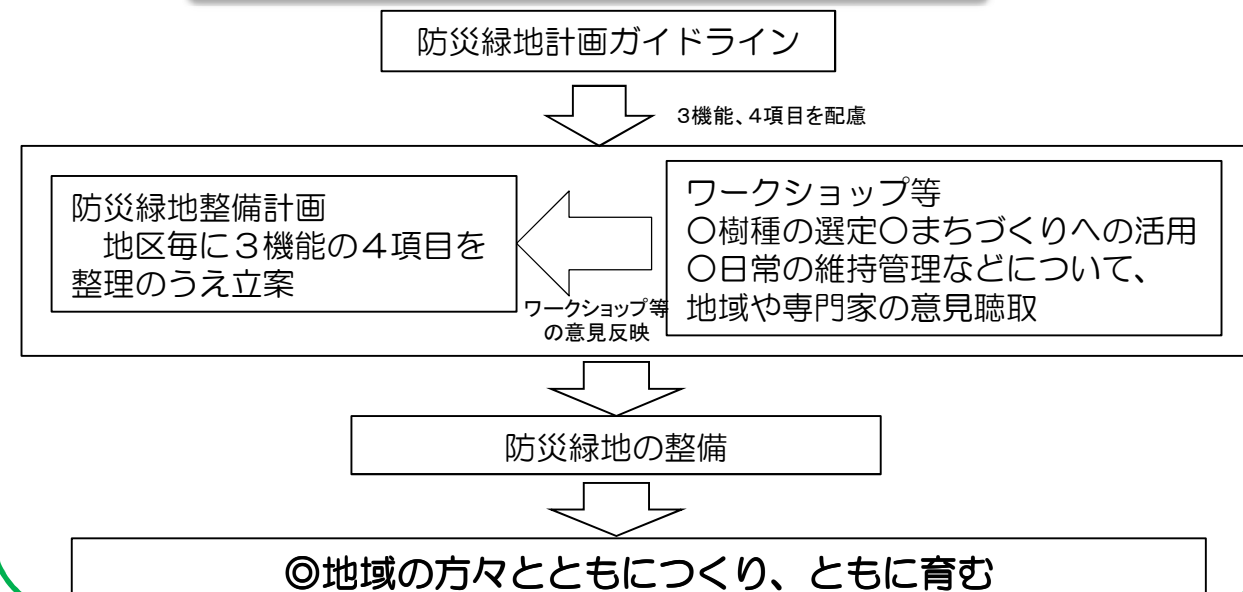 防災緑地計画ガイドライン
3機能、4項目を配慮
防災緑地整備計画
　地区毎に３機能の４項目を
整理のうえ立案
ワークショップ等
の意見反映
ワークショップ等
〇樹種の選定〇まちづくりへの活用
〇日常の維持管理などについて、
地域や専門家の意見聴取
防災緑地の整備
◎地域の方々とともにつくり、ともに育む